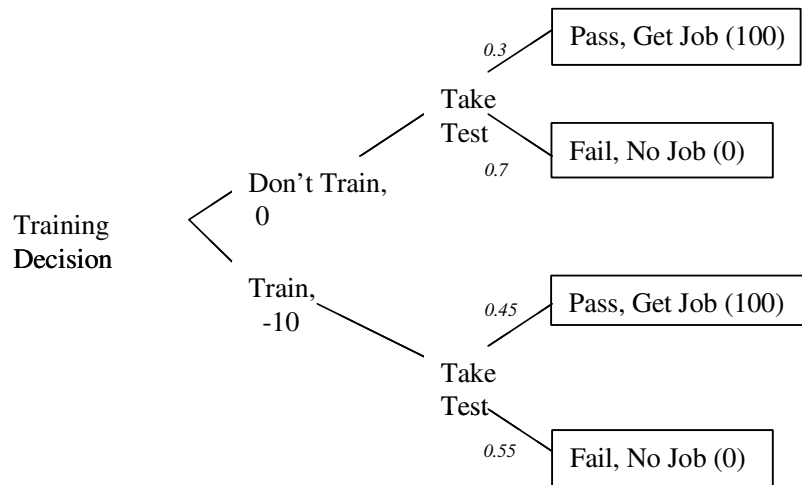 0.3
Pass, Get Job (100)
Take
Test
0.7
Fail, No Job (0)
Don't Train,
0
Training
Decision
Train,
-10
0.45
Pass, Get Job (100)
Take
Test
0.55
Fail, No Job (0)